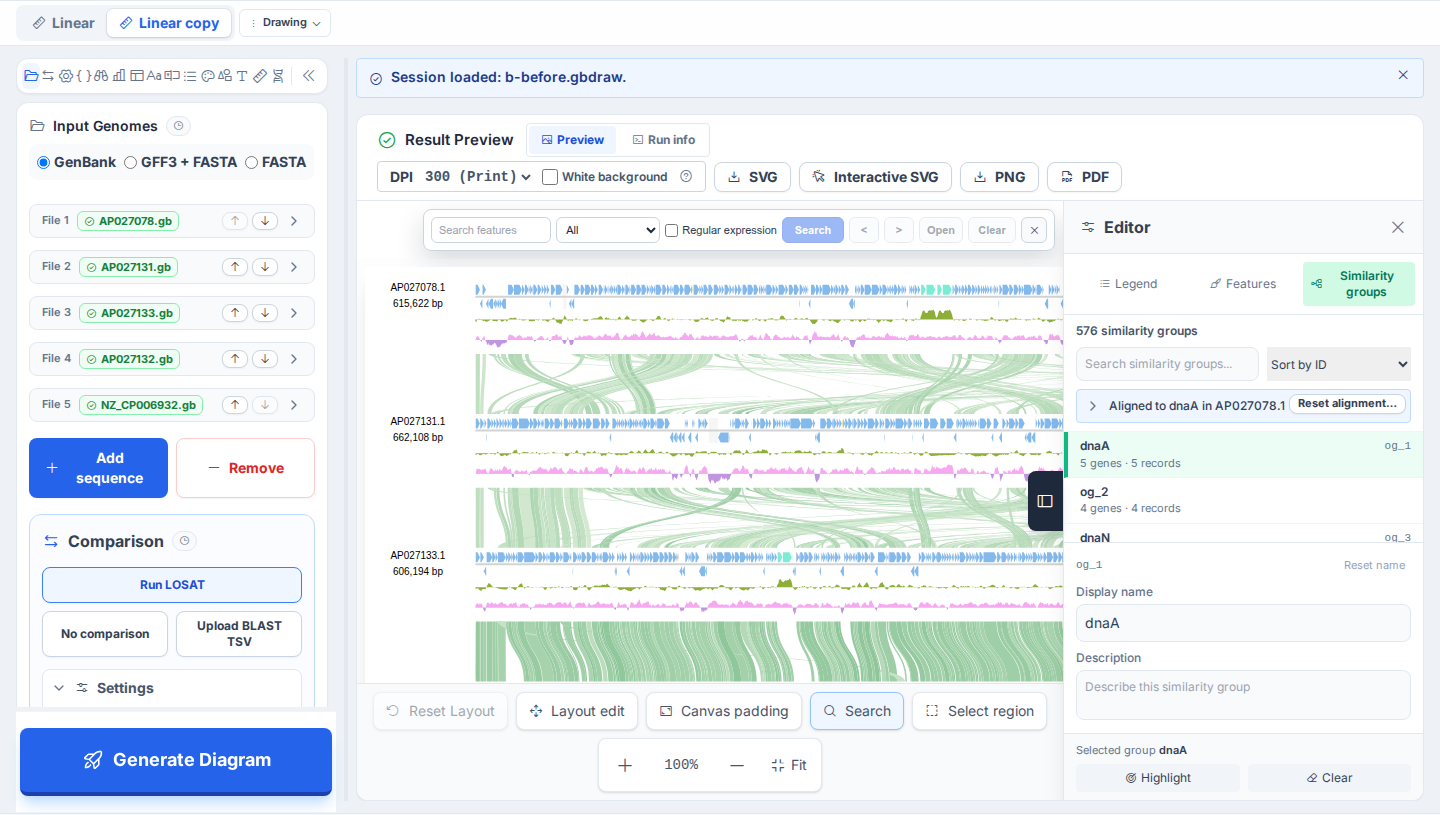 Linear
Linear copy
Drawing
Session loaded: b-before.gbdraw.
Input Genomes
GenBank
GFF3 + FASTA
FASTA
File 1
AP027078.gb
File 2
AP027131.gb
File 3
AP027133.gb
File 4
AP027132.gb
File 5
NZ_CP006932.gb
Add
sequence
Remove
Comparison
Run LOSAT
No comparison
Upload BLAST
TSV
Settings
Generate Diagram
Result Preview
Preview
Run info
DPI
300 (Print)
White background
SVG
Interactive SVG
PNG
PDF
Search features
All
Regular expression
Search
<
>
Open
Clear
AP027078.1
615,622 bp
AP027131.1
662,108 bp
AP027133.1
606,194 bp
Reset Layout
Layout edit
Canvas padding
Search
Select region
100%
Fit
Editor
Legend
Features
Similarity
groups
576 similarity groups
Search similarity groups...
Sort by ID
Aligned to dnaA in AP027078.1
Reset alignment...
dnaA
og_1
5 genes · 5 records
og_2
4 genes · 4 records
dnaN
og_3
og_1
Reset name
Display name
dnaA
Description
Describe this similarity group
Selected group dnaA
Highlight
Clear